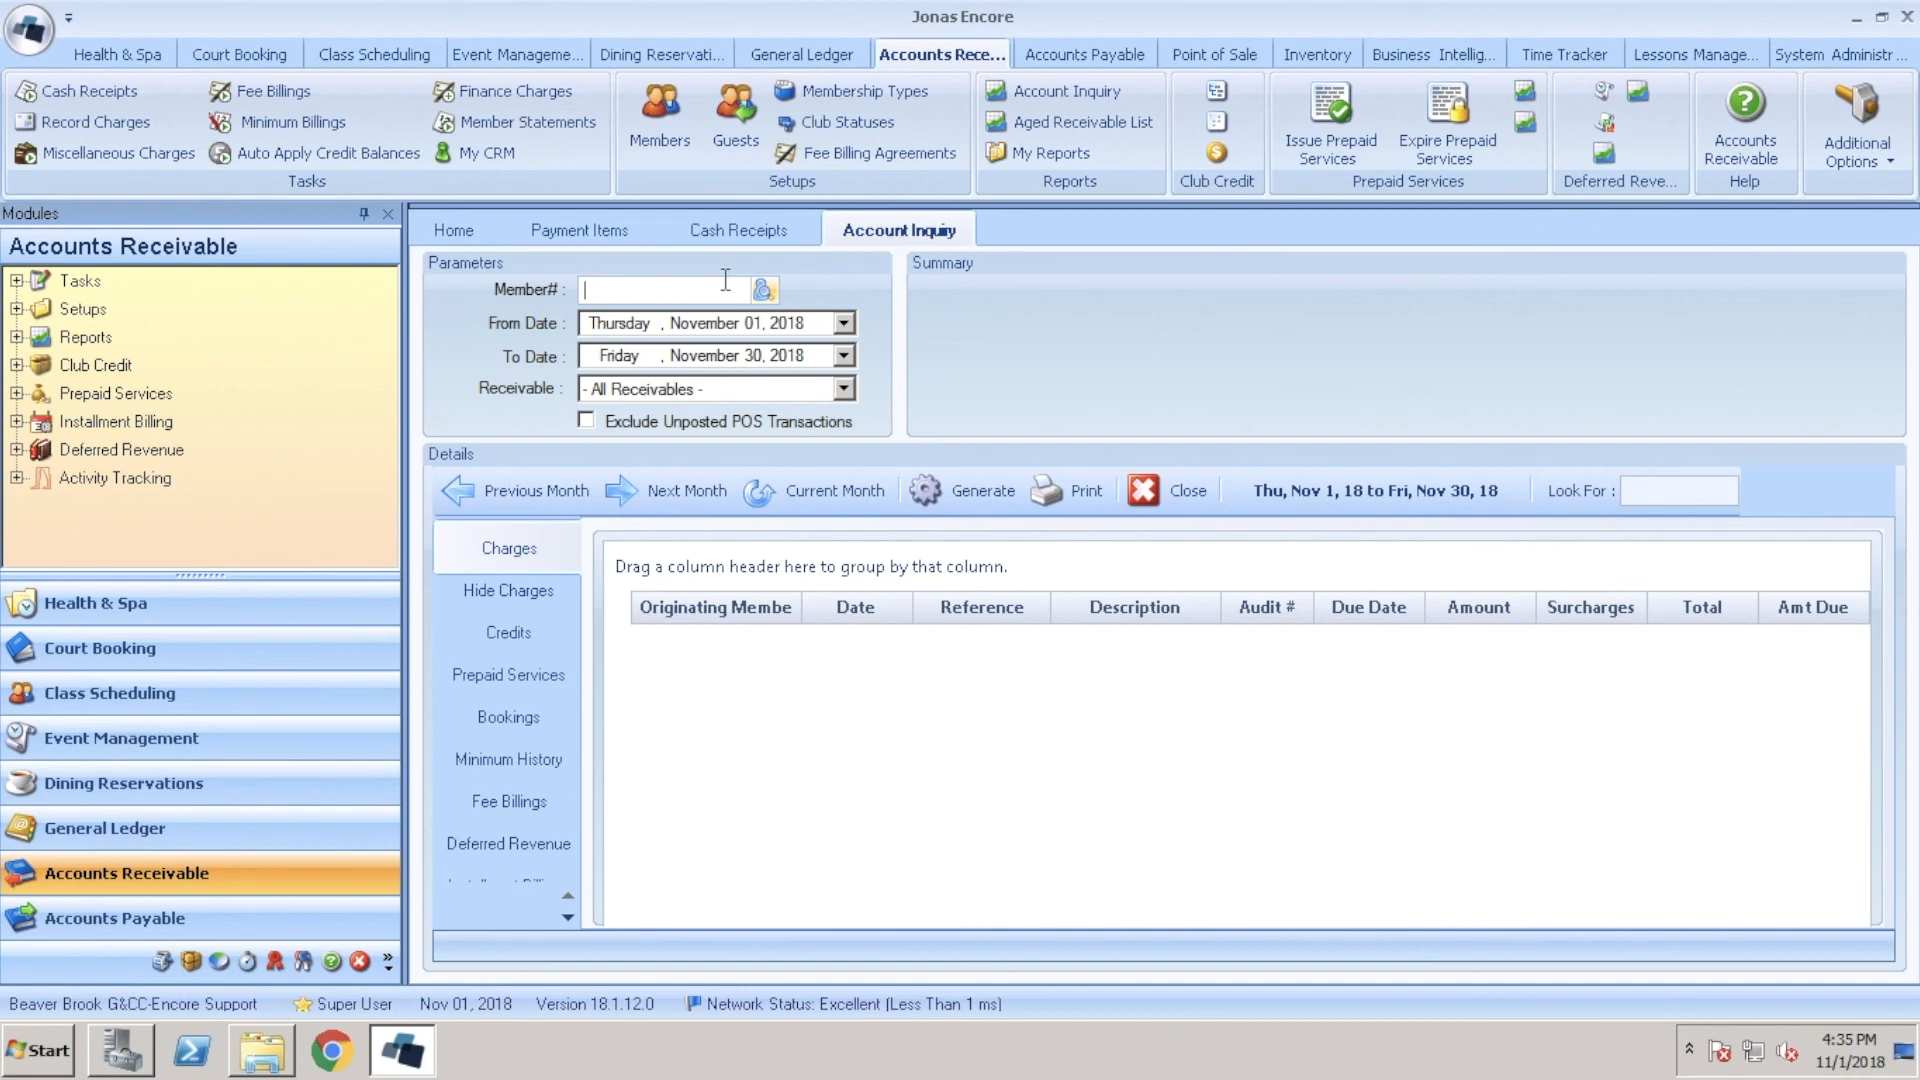 Jonas Encore
Health & Spa
Court Booking
Class Scheduling
Event Manageme...
Dining Reservati...
General Ledger
Accounts Rece...
Accounts Payable
Point of Sale
Inventory
Business Intellig...
Time Tracker
Lessons Manage...
System Administr...
Cash Receipts
Fee Billings
Finance Charges
Record Charges
Minimum Billings
Member Statements
Miscellaneous Charges
Auto Apply Credit Balances
My CRM
Tasks
Members
Guests
Membership Types
Club Statuses
Fee Billing Agreements
Setups
Account Inquiry
Aged Receivable List
My Reports
Reports
Club Credit
Issue Prepaid
Services
Expire Prepaid
Services
Prepaid Services
Deferred Reve...
Accounts
Receivable
Help
Additional
Options
Modules
Accounts Receivable
Tasks
Setups
Reports
Club Credit
Prepaid Services
Installment Billing
Deferred Revenue
Activity Tracking
Health & Spa
Court Booking
Class Scheduling
Event Management
Dining Reservations
General Ledger
Accounts Receivable
Accounts Payable
Home
Payment Items
Cash Receipts
Account Inquiry
Parameters
Member# :
From Date : Thursday , November 01, 2018
To Date : Friday , November 30, 2018
Receivable : - All Receivables -
Exclude Unposted POS Transactions
Summary
Details
Previous Month
Next Month
Current Month
Generate
Print
Close
Thu, Nov 1, 18 to Fri, Nov 30, 18
Look For :
Charges
Hide Charges
Credits
Prepaid Services
Bookings
Minimum History
Fee Billings
Deferred Revenue
Drag a column header here to group by that column.
Originating Membe
Date
Reference
Description
Audit #
Due Date
Amount
Surcharges
Total
Amt Due
Beaver Brook G&CC-Encore Support
Super User
Nov 01, 2018
Version 18.1.12.0
Network Status: Excellent (Less Than 1 ms)
Start
4:35 PM
11/1/2018